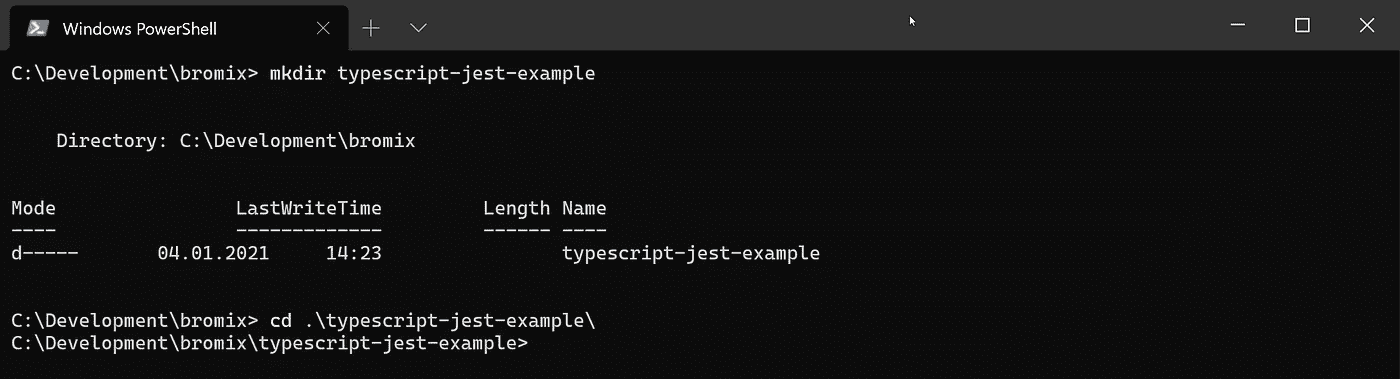 Windows PowerShell
C:\Development\bromix> mkdir typescript-jest-example
Directory: C:\Development\bromix
Mode LastWriteTime Length Name
---- ------------- ------ ----
d----- 04.01.2021 14:23 typescript-jest-example
C:\Development\bromix> cd .\typescript-jest-example\
C:\Development\bromix\typescript-jest-example>